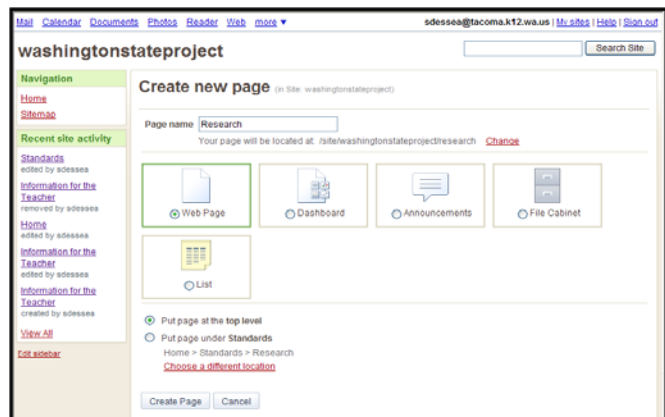 Mail Calendar Documents Photos Reader Web more ▼ sdessea@tacoma.k12.wa.us | My sites | Help | Sign out
washingtonstateproject
Search Site
Navigation
Home
Sitemap
Recent site activity
Standards
edited by sdessea
Information for the
Teacher
removed by sdessea
Home
edited by sdessea
Information for the
Teacher
edited by sdessea
Information for the
Teacher
created by sdessea
View All
Edit sidebar
Create new page (in Site: washingtonstateproject)
Page name Research
Your page will be located at: /site/washingtonstateproject/research Change
Web Page Dashboard Announcements File Cabinet
List
Put page at the top level
Put page under Standards
Home > Standards > Research
Choose a different location
Create Page Cancel